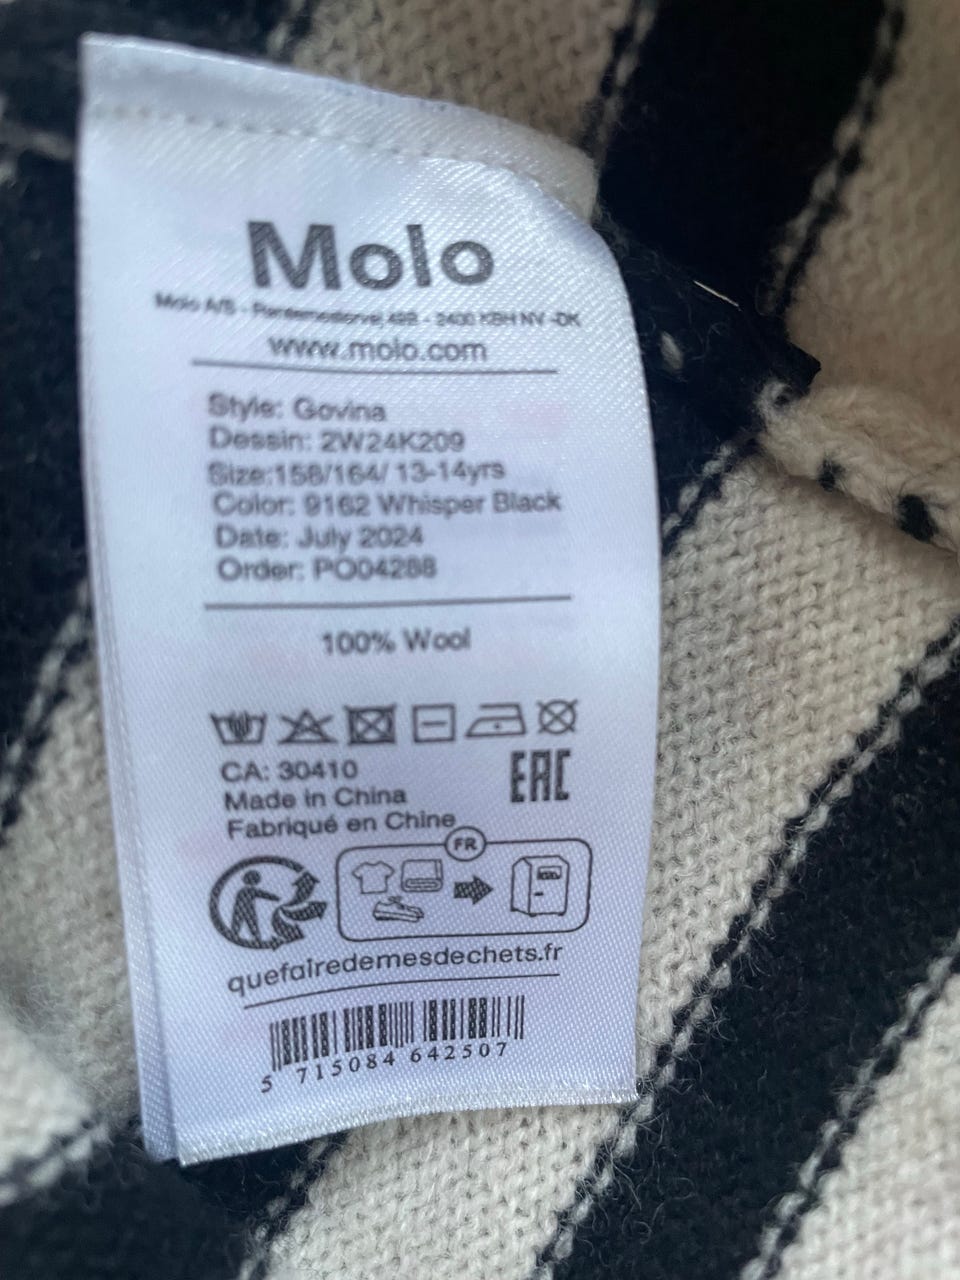 Molo
Molo A/S - 2400 KBH NV -DK
www.molo.com
Style: Govina
Dessin: 2W24K209
Size:158/164/ 13-14yrs
Color: 9162 Whisper Black
Date: July 2024
Order: PO04288
100% Wool
CA: 30410
EAC
Made in China
Fabriqué en Chine
FR
quefairedemesdechets.fr
5 715084 642507